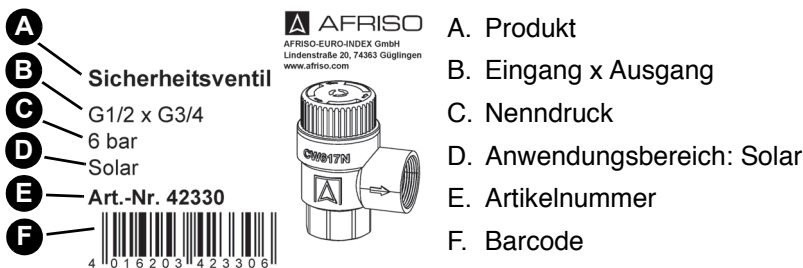 A
B
C
D
E
F
Sicherheitsventil
G1/2 x G3/4
6 bar
Solar
Art.-Nr. 42330
4 016203 423306
AFRISO
AFRISO-EURO-INDEX GmbH
Lindenstraße 20, 74363 Güglingen
www.afriso.com
CW617N
A. Produkt
B. Eingang x Ausgang
C. Nenndruck
D. Anwendungsbereich: Solar
E. Artikelnummer
F. Barcode